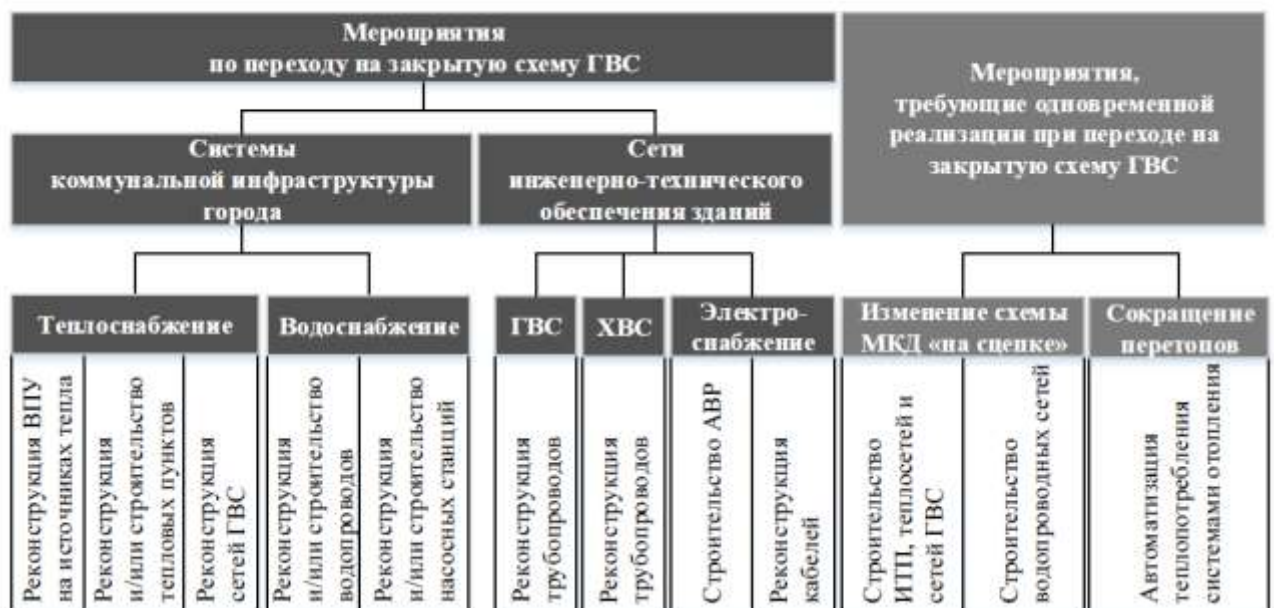 Мероприятия
по переходу на закрытую схему ГВС
Мероприятия,
требующие одновременной
реализации при переходе на
закрытую схему ГВС
Системы
коммунальной инфраструктуры
города
Сети
инженерно-технического
обеспечения зданий
Теплоснабжение
Водоснабжение
ГВС
ХВС
Электро-
снабжение
Изменение схемы
МКД «на сцепке»
Сокращение
перетопов
Реконструкция ВПУ
на источниках тепла
Реконструкция
и/или строительство
тепловых пунктов
Реконструкция
сетей ГВС
Реконструкция
и/или строительство
водопроводов
Реконструкция
и/или строительство
насосных станций
Реконструкция
трубопроводов
Реконструкция
трубопроводов
Строительство АВР
Реконструкция
кабелей
Строительство
ИТП, теплосетей и
сетей ГВС
Строительство
водопроводных сетей
Автоматизация
теплопотребления
системами отопления